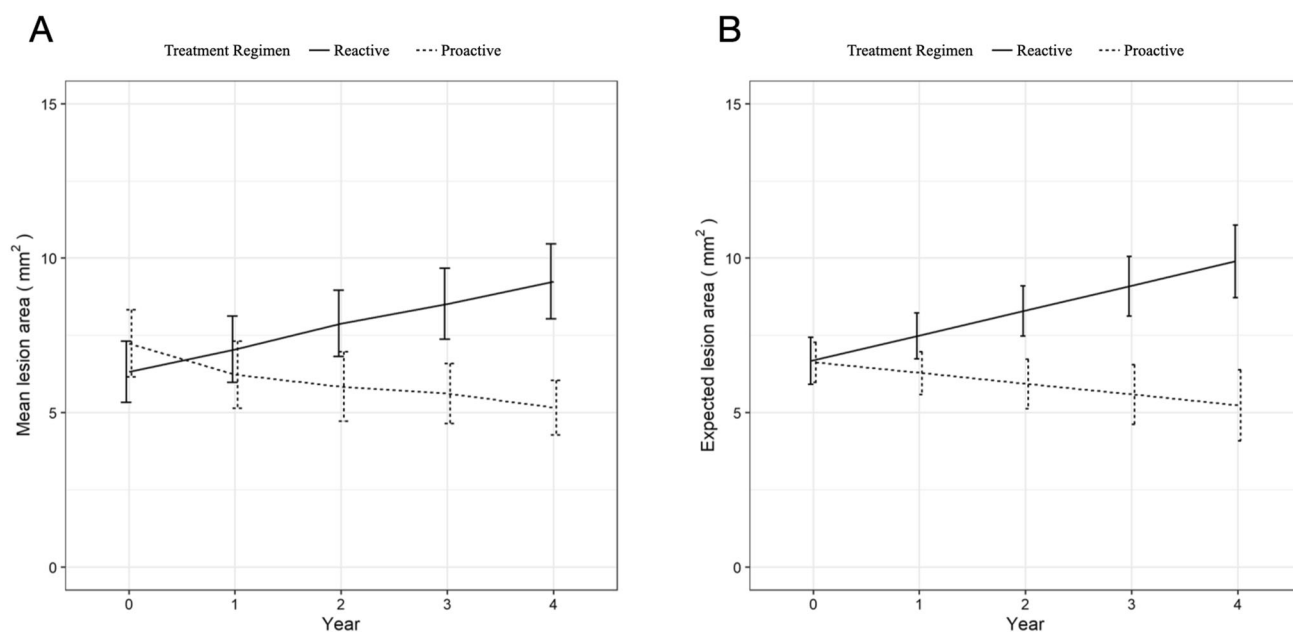 A
Treatment Regimen Reactive Proactive
15
10
5
0
Mean lesion area ( mm²)
0 1 2 3 4
Year
B
Treatment Regimen Reactive Proactive
15
10
5
0
Expected lesion area ( mm²)
0 1 2 3 4
Year